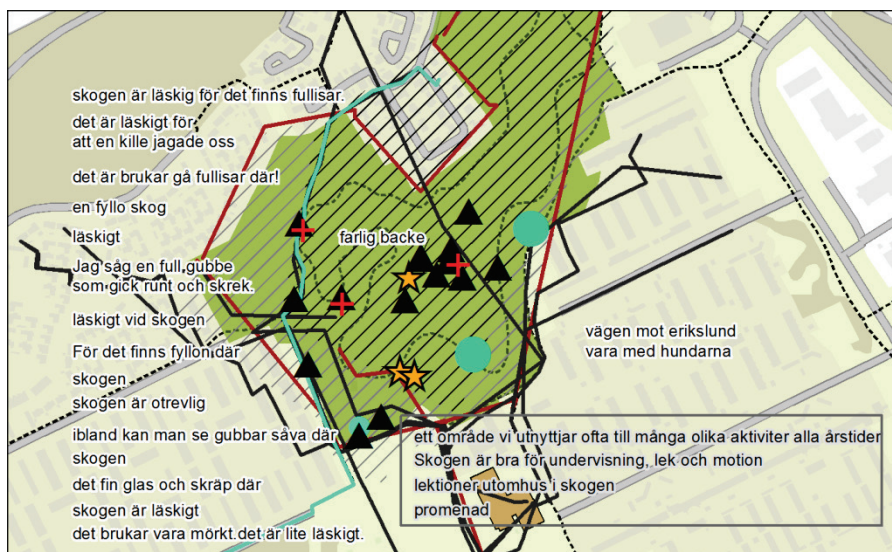 skogen är läskig för det finns fullisar.
det är läskigt för
att en kille jagade oss
det är brukar gå fullisar där!
en fyllo skog
läskigt
farlig backe
Jag såg en full gubbe
som gick runt och skrek.
läskigt vid skogen
För det finns fyllon där
skogen
skogen är otrevlig
ibland kan man se gubbar såva där
skogen
det fin glas och skräp där
skogen är läskigt
det brukar vara mörkt.det är lite läskigt.
vägen mot erikslund
vara med hundarna
ett område vi utnyttjar ofta till många olika aktiviter alla årstider
Skogen är bra för undervisning, lek och motion
lektioner utomhus i skogen
promenad